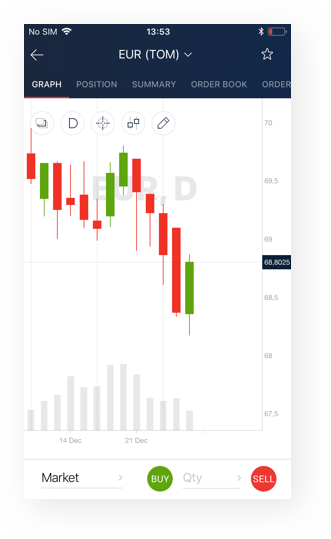 No SIM 13:53
EUR (TOM)
GRAPH POSITION SUMMARY ORDER BOOK ORDER
D
EUR, D
70
69,5
69
68,8025
68,5
68
67,5
14 Dec 21 Dec
Market BUY Qty SELL